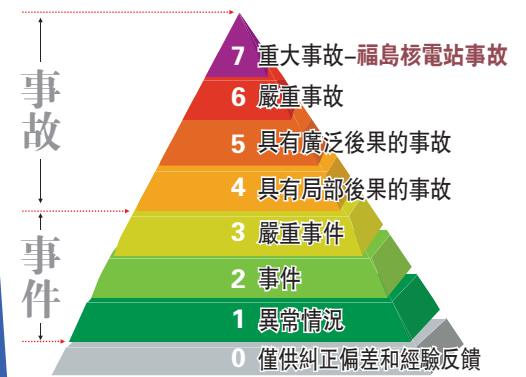 事故
事件
7 重大事故–福島核電站事故
6 嚴重事故
5 具有廣泛後果的事故
4 具有局部後果的事故
3 嚴重事件
2 事件
1 異常情況
0 僅供糾正偏差和經驗反饋